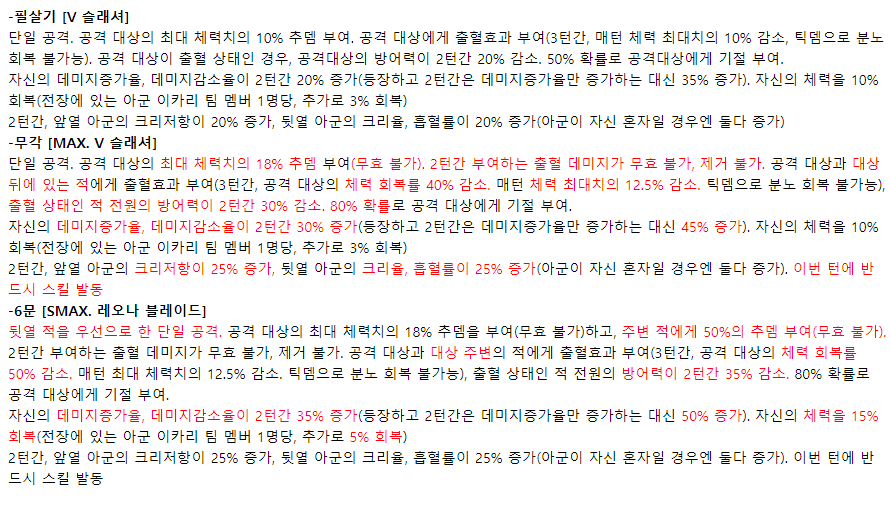 -필살기 [V 슬래셔]
단일 공격. 공격 대상의 최대 체력치의 10% 추뎀 부여. 공격 대상에게 출혈효과 부여(3턴간, 매턴 체력 최대치의 10% 감소, 틱뎀으로 분노
회복 불가능). 공격 대상이 출혈 상태인 경우, 공격대상의 방어력이 2턴간 20% 감소. 50% 확률로 공격대상에게 기절 부여.
자신의 데미지증가율, 데미지감소율이 2턴간 20% 증가(등장하고 2턴간은 데미지증가율만 증가하는 대신 35% 증가). 자신의 체력을 10%
회복(전장에 있는 아군 이카리 팀 멤버 1명당, 추가로 3% 회복)
2턴간, 앞열 아군의 크리저항이 20% 증가, 뒷열 아군의 크리율, 흡혈률이 20% 증가(아군이 자신 혼자일 경우엔 둘다 증가)
-무각 [MAX. V 슬래셔]
단일 공격. 공격 대상의 최대 체력치의 18% 추뎀 부여(무효 불가). 2턴간 부여하는 출혈 데미지가 무효 불가, 제거 불가. 공격 대상과 대상
뒤에 있는 적에게 출혈효과 부여(3턴간, 공격 대상의 체력 회복률 40% 감소. 매턴 체력 최대치의 12.5% 감소. 틱뎀으로 분노 회복 불가능),
출혈 상태인 적 전원의 방어력이 2턴간 30% 감소. 80% 확률로 공격 대상에게 기절 부여.
자신의 데미지증가율, 데미지감소율이 2턴간 30% 증가(등장하고 2턴간은 데미지증가율만 증가하는 대신 45% 증가). 자신의 체력을 10%
회복(전장에 있는 아군 이카리 팀 멤버 1명당, 추가로 3% 회복)
2턴간, 앞열 아군의 크리저항이 25% 증가, 뒷열 아군의 크리율, 흡혈률이 25% 증가(아군이 자신 혼자일 경우엔 둘다 증가). 이번 턴에 반
드시 스킬 발동
-6문 [SMAX. 레오나 블레이드]
뒷열 적을 우선으로 한 단일 공격. 공격 대상의 최대 체력치의 18% 추뎀을 부여(무효 불가)하고, 주변 적에게 50%의 추뎀 부여(무효 불가).
2턴간 부여하는 출혈 데미지가 무효 불가, 제거 불가. 공격 대상과 대상 주변의 적에게 출혈효과 부여(3턴간, 공격 대상의 체력 회복률
50% 감소. 매턴 최대 체력치의 12.5% 감소. 틱뎀으로 분노 회복 불가능), 출혈 상태인 적 전원의 방어력이 2턴간 35% 감소. 80% 확률로
공격 대상에게 기절 부여.
자신의 데미지증가율, 데미지감소율이 2턴간 35% 증가(등장하고 2턴간은 데미지증가율만 증가하는 대신 50% 증가). 자신의 체력을 15%
회복(전장에 있는 아군 이카리 팀 멤버 1명당, 추가로 5% 회복)
2턴간, 앞열 아군의 크리저항이 25% 증가, 뒷열 아군의 크리율, 흡혈률이 25% 증가(아군이 자신 혼자일 경우엔 둘다 증가). 이번 턴에 반
드시 스킬 발동